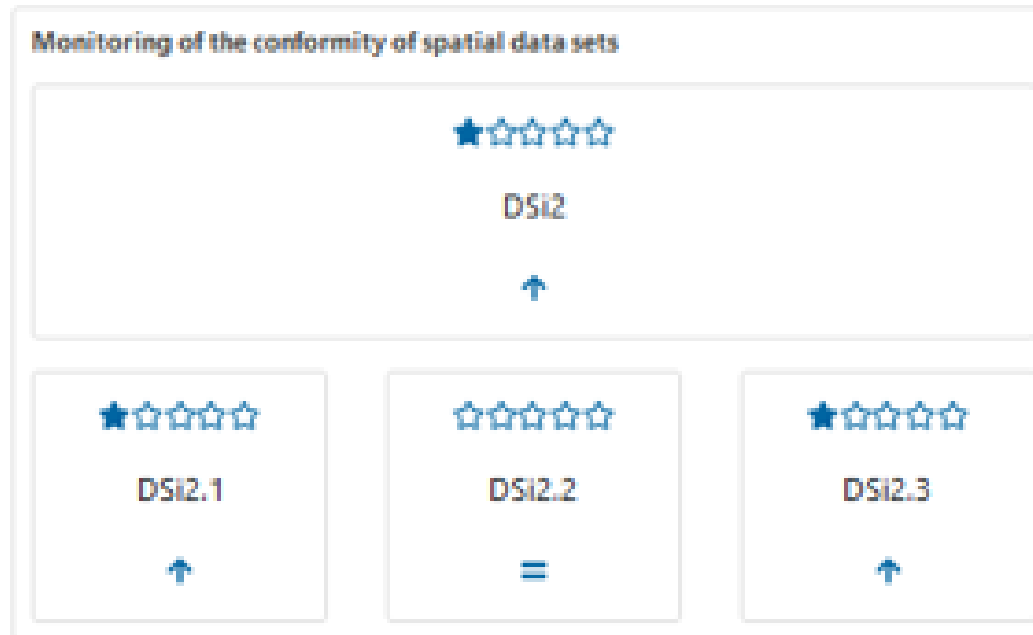 Monitoring of the conformity of spatial data sets
DSi2
DSi2.1
DSi2.2
DSi2.3